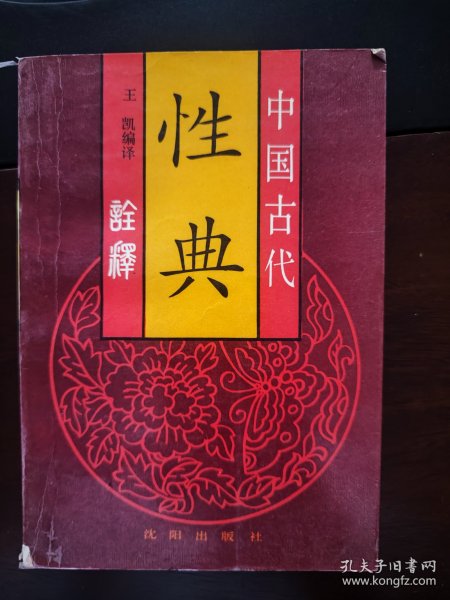 中国古代
性典
詮釋
王凯编译
沈阳出版社
孔夫子旧书网
www.kongfz.com